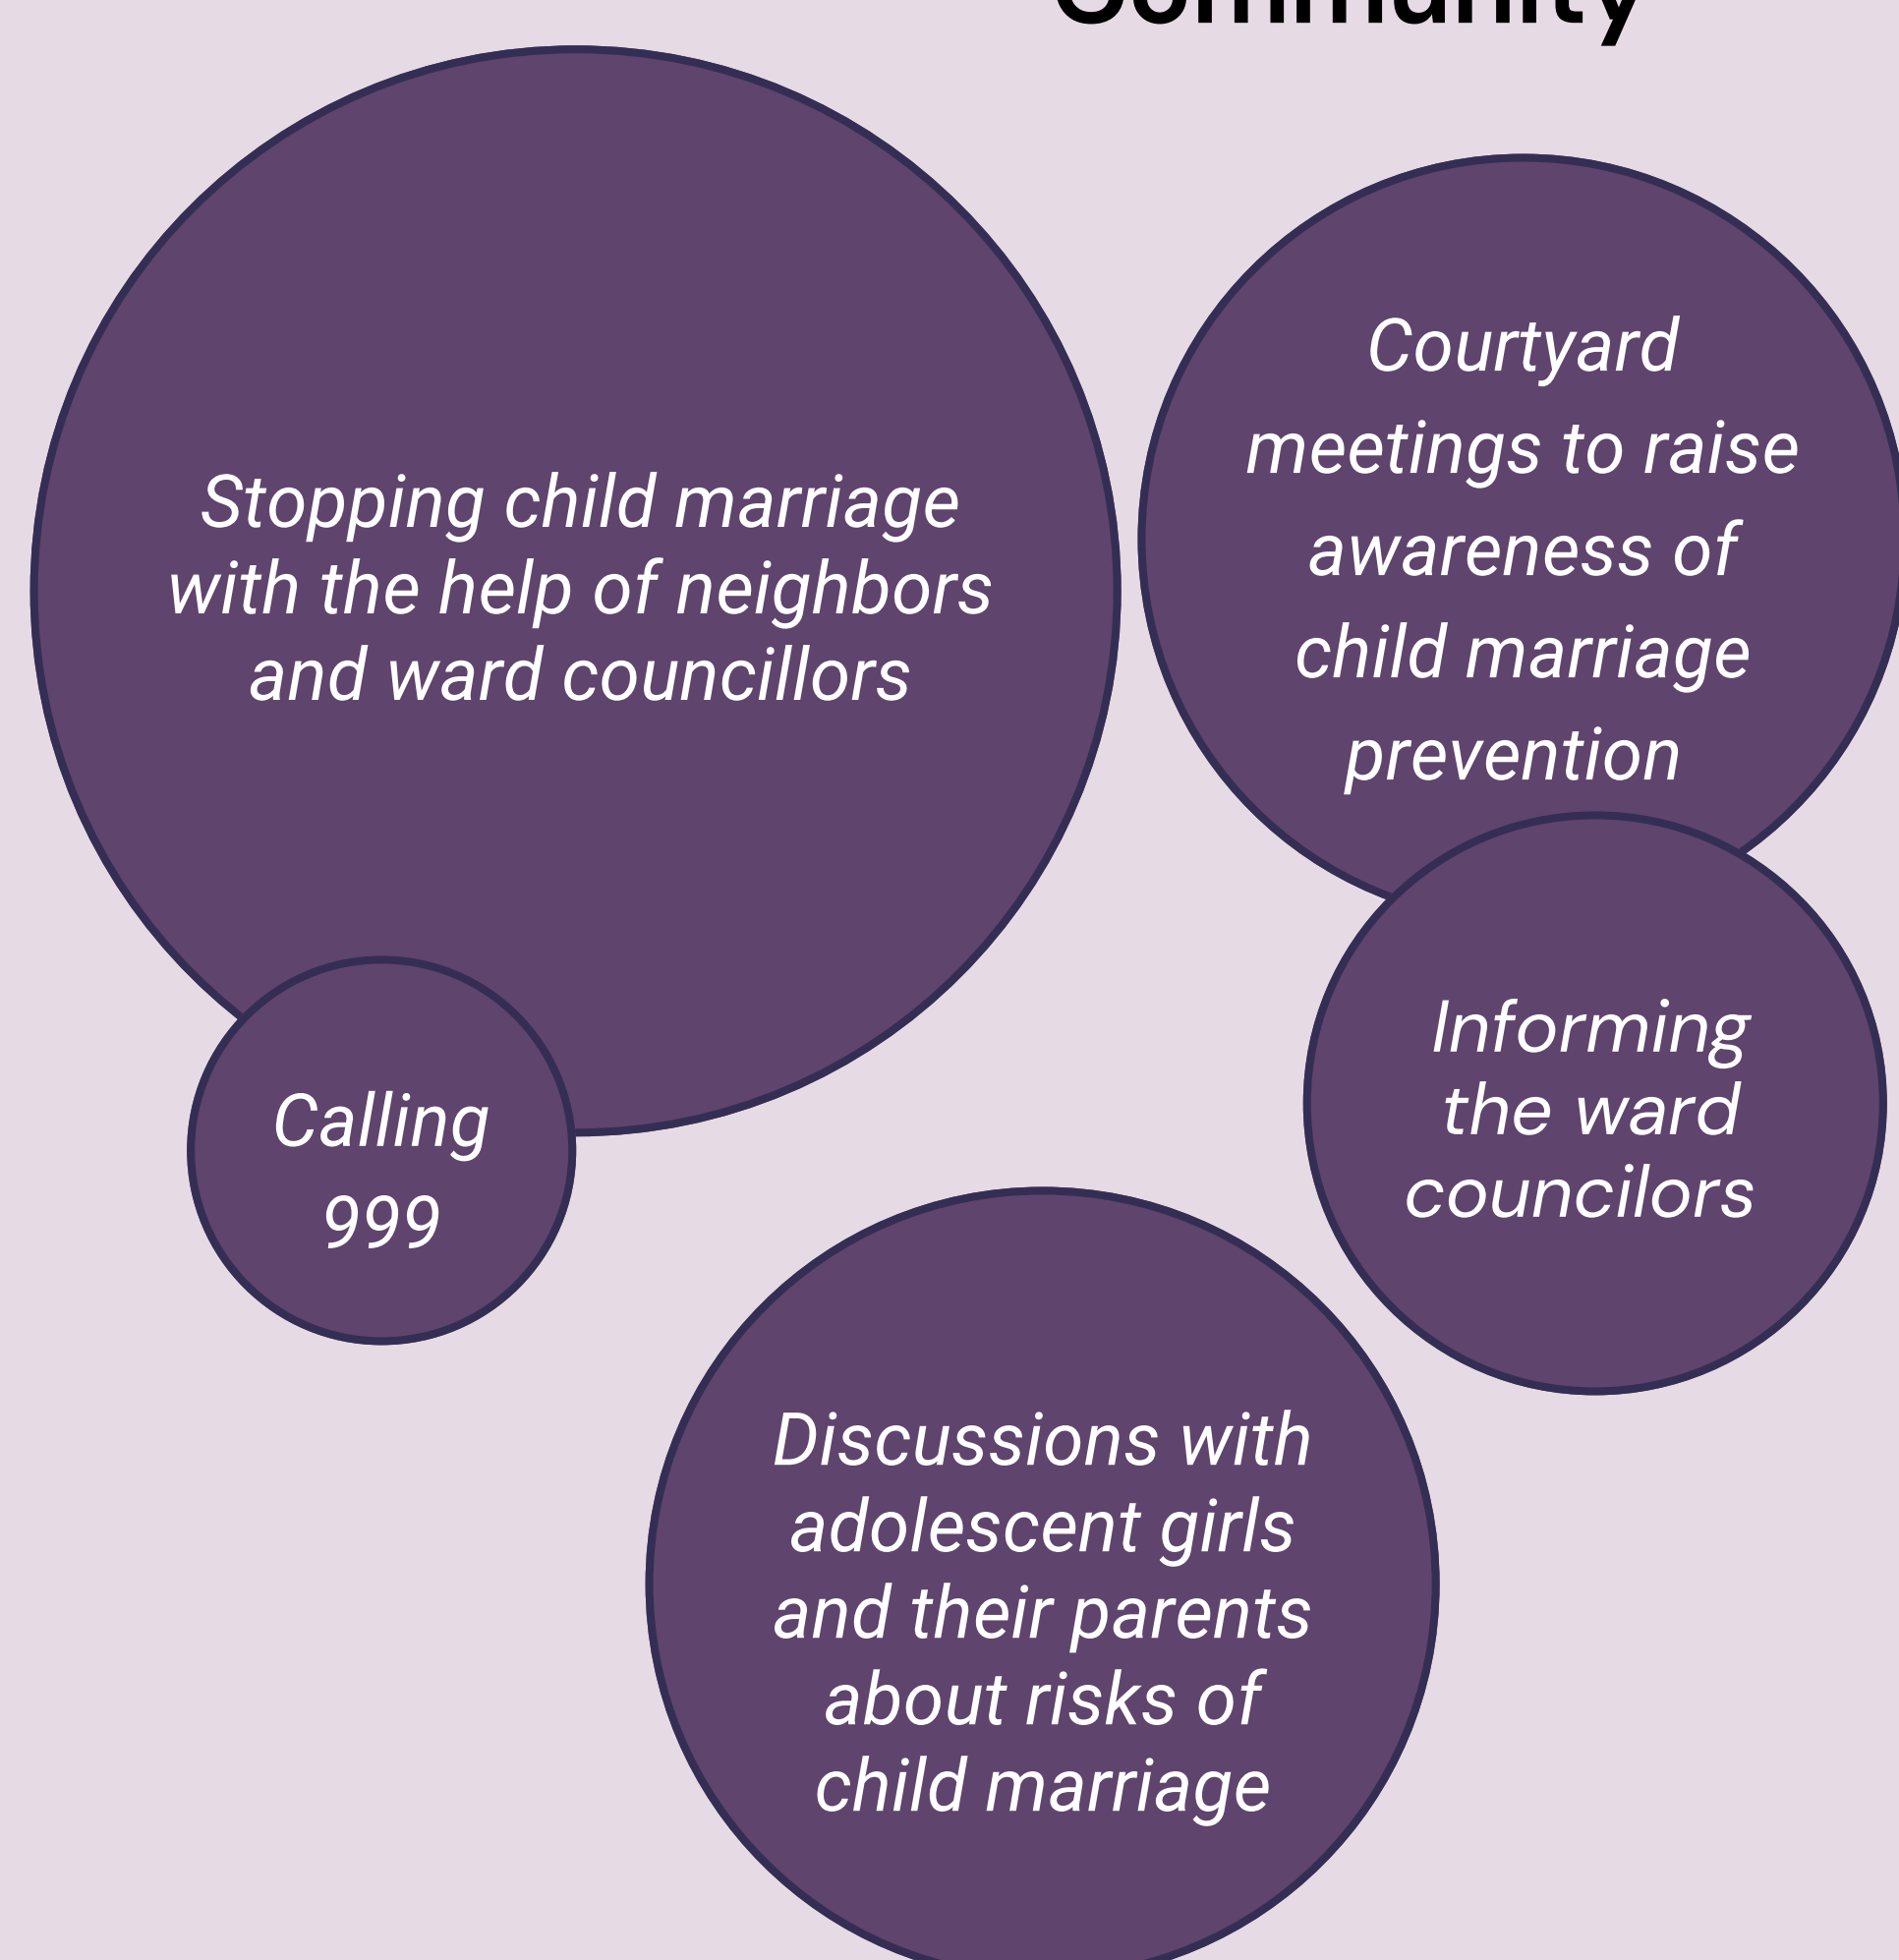 Community
Stopping child marriage
with the help of neighbors
and ward councillors
Courtyard
meetings to raise
awareness of
child marriage
prevention
Calling
999
Informing
the ward
councilors
Discussions with
adolescent girls
and their parents
about risks of
child marriage